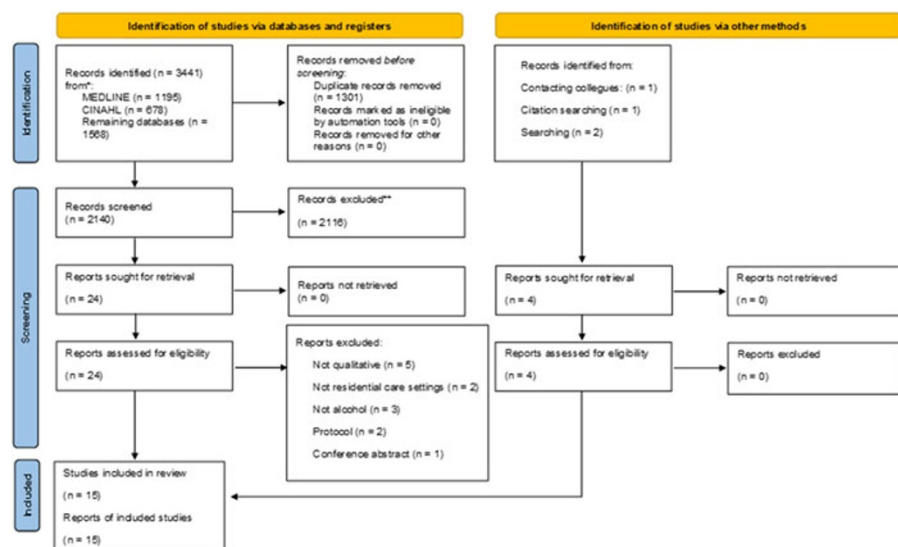 Identification of studies via databases and registers
Identification of studies via other methods
Identification
Records identified (n = 3441)
from*:
MEDLINE (n = 1195)
CINAHL (n = 678)
Remaining databases (n =
1568)
Records removed before
screening:
Duplicate records removed
(n = 1301)
Records marked as ineligible
by automation tools (n = 0)
Records removed for other
reasons (n = 0)
Records identified from:
Contacting collegues: (n = 1)
Citation searching (n = 1)
Searching (n = 2)
Screening
Records screened
(n = 2140)
Records excluded**
(n = 2116)
Reports sought for retrieval
(n = 24)
Reports not retrieved
(n = 0)
Reports sought for retrieval
(n = 4)
Reports not retrieved
(n = 0)
Reports assessed for eligibility
(n = 24)
Reports excluded:
Not qualitative (n = 5)
Not residential care settings (n = 2)
Not alcohol (n = 3)
Protocol (n = 2)
Conference abstract (n = 1)
Reports assessed for eligibility
(n = 4)
Reports excluded
(n = 0)
Included
Studies included in review
(n = 15)
Reports of included studies
(n = 15)